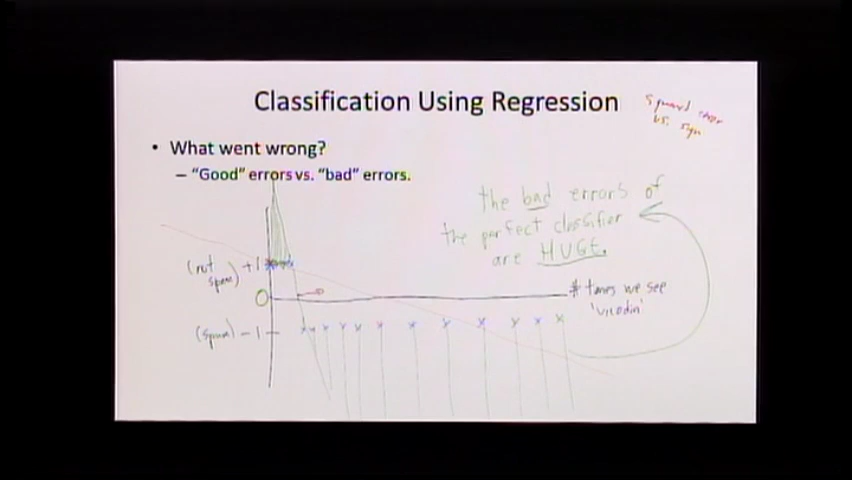 Classification Using Regression
Squared error
vs. sign
• What went wrong?
– "Good" errors vs. "bad" errors.
the bad errors of
the perfect classifier
are HUGE.
(not
spam)
+1
0
# times we see
'vicodin'
(spam)
-1